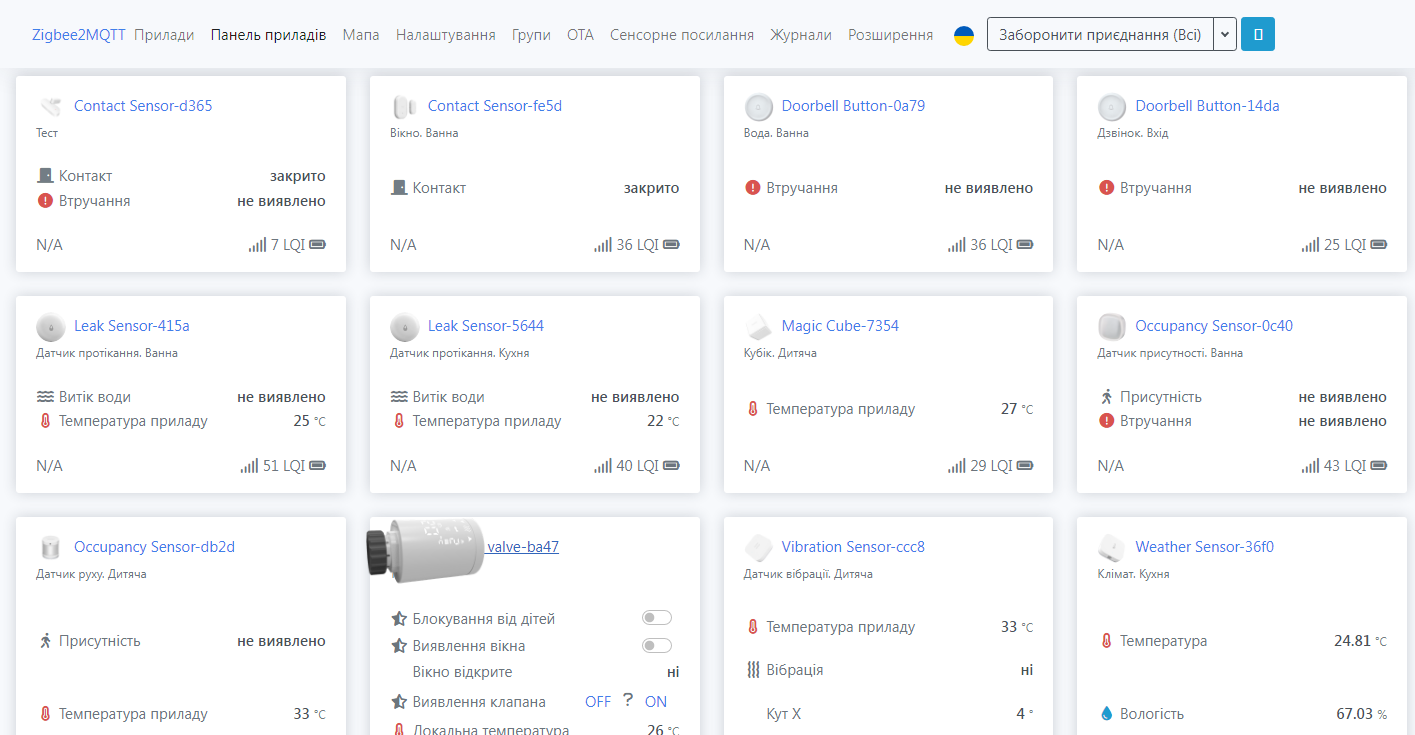 Zigbee2MQTT Прилади Панель приладів Мапа Налаштування Групи OTA Сенсорне посилання Журнали Розширення Заборонити приєднання (Всі)
Contact Sensor-d365
Тест
Контакт закрито
Втручання не виявлено
N/A 7 LQI
Contact Sensor-fe5d
Вікно. Ванна
Контакт закрито
N/A 36 LQI
Doorbell Button-0a79
Вода. Ванна
Втручання не виявлено
N/A 36 LQI
Doorbell Button-14da
Дзвінок. Вхід
Втручання не виявлено
N/A 25 LQI
Leak Sensor-415a
Датчик протікання. Ванна
Витік води не виявлено
Температура приладу 25 °C
N/A 51 LQI
Leak Sensor-5644
Датчик протікання. Кухня
Витік води не виявлено
Температура приладу 22 °C
N/A 40 LQI
Magic Cube-7354
Кубік. Дитяча
Температура приладу 27 °C
N/A 29 LQI
Occupancy Sensor-0c40
Датчик присутності. Ванна
Присутність не виявлено
Втручання не виявлено
N/A 43 LQI
Occupancy Sensor-db2d
Датчик руху. Дитяча
Присутність не виявлено
Температура приладу 33 °C
valve-ba47
Блокування від дітей
Виявлення вікна
Вікно відкрите ні
Виявлення клапана OFF ? ON
Локальна температура 26 °C
Vibration Sensor-ccc8
Датчик вібрації. Дитяча
Температура приладу 33 °C
Вібрація ні
Кут X 4 °
Weather Sensor-36f0
Клімат. Кухня
Температура 24.81 °C
Вологість 67.03 %